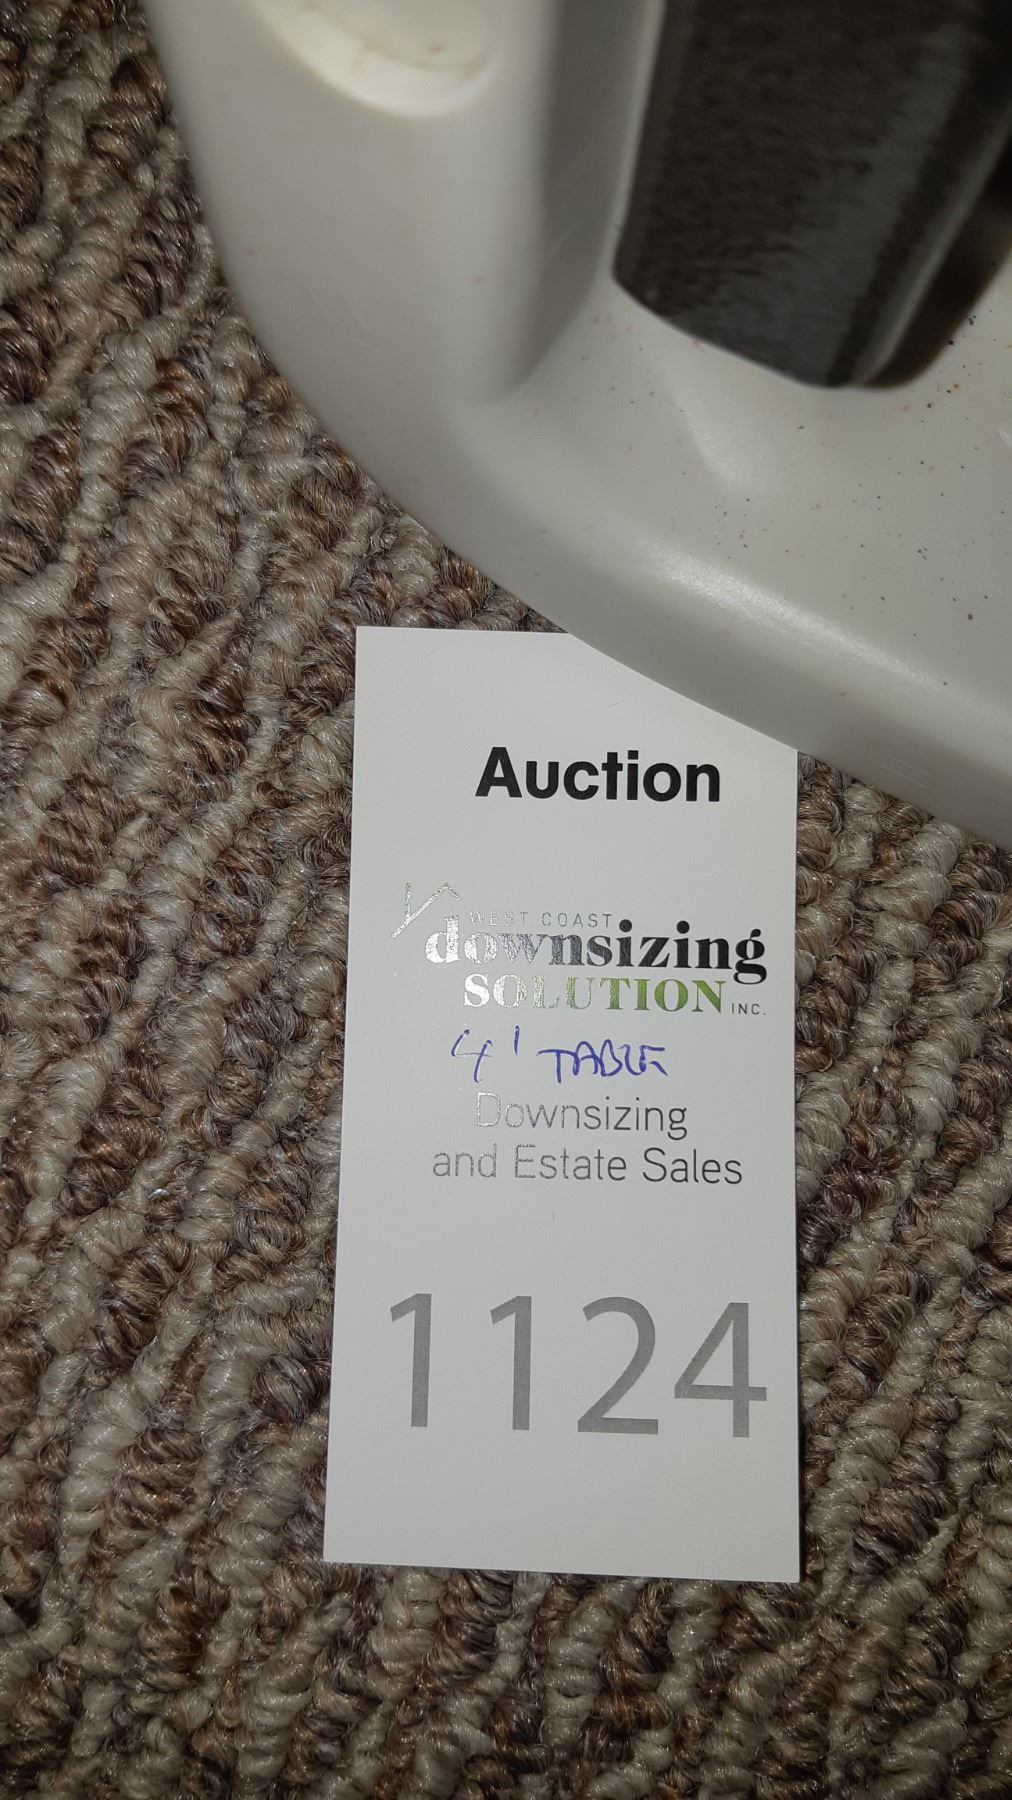 Auction
WEST COAST
downsizing
SOLUTION INC.
4' TABLE
Downsizing
and Estate Sales
1124